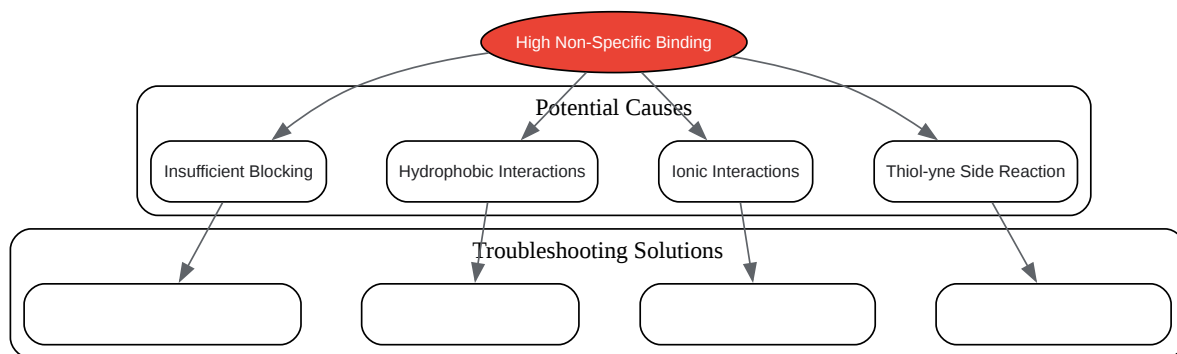 High Non-Specific Binding
Potential Causes
Insufficient Blocking
Hydrophobic Interactions
Ionic Interactions
Thiol-yne Side Reaction
Troubleshooting Solutions